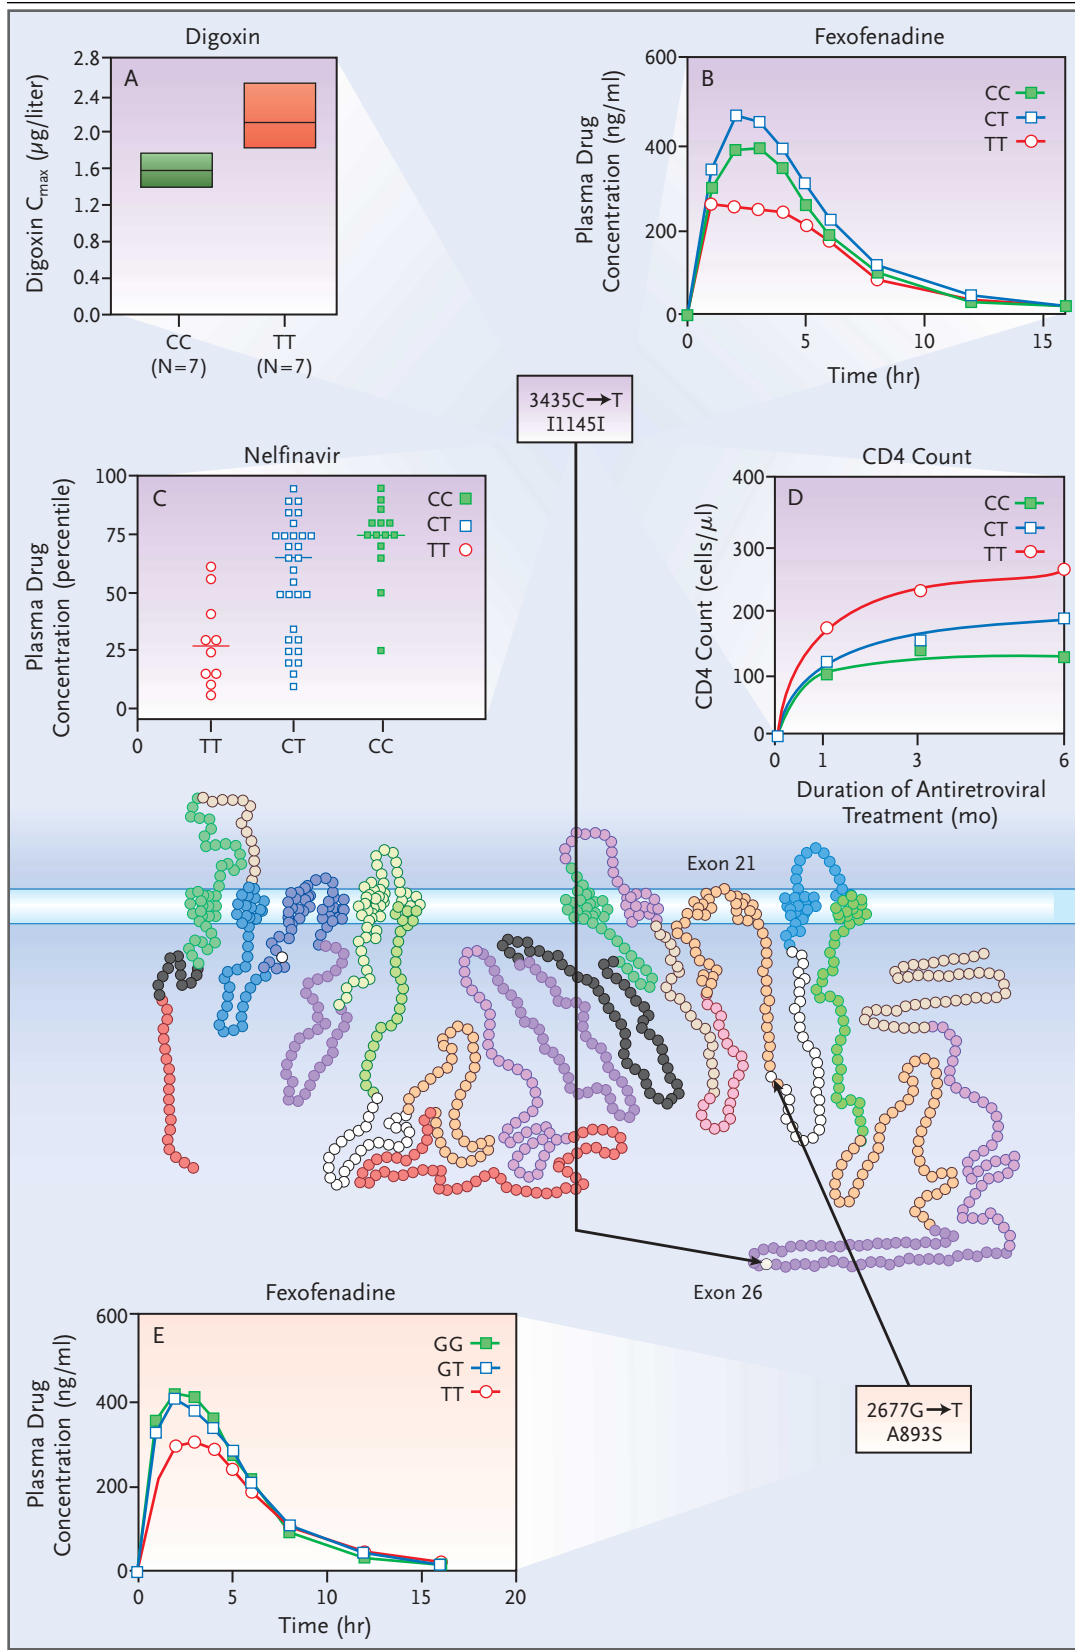 Digoxin
A
Digoxin Cmax (μg/liter)
2.8
2.4
2.0
1.6
1.2
0.8
0.4
0.0
CC
(N=7)
TT
(N=7)
Fexofenadine
B
Plasma Drug
Concentration (ng/ml)
600
400
200
0
CC
CT
TT
0
5
10
15
Time (hr)
3435C→T
I1145I
Nelfinavir
C
Plasma Drug
Concentration (percentile)
100
75
50
25
0
CC
CT
TT
0
TT
CT
CC
CD4 Count
D
CD4 Count (cells/μl)
400
300
200
100
0
CC
CT
TT
0
1
3
6
Duration of Antiretroviral
Treatment (mo)
Exon 21
Exon 26
Fexofenadine
E
Plasma Drug
Concentration (ng/ml)
600
400
200
0
GG
GT
TT
0
5
10
15
20
Time (hr)
2677G→T
A893S